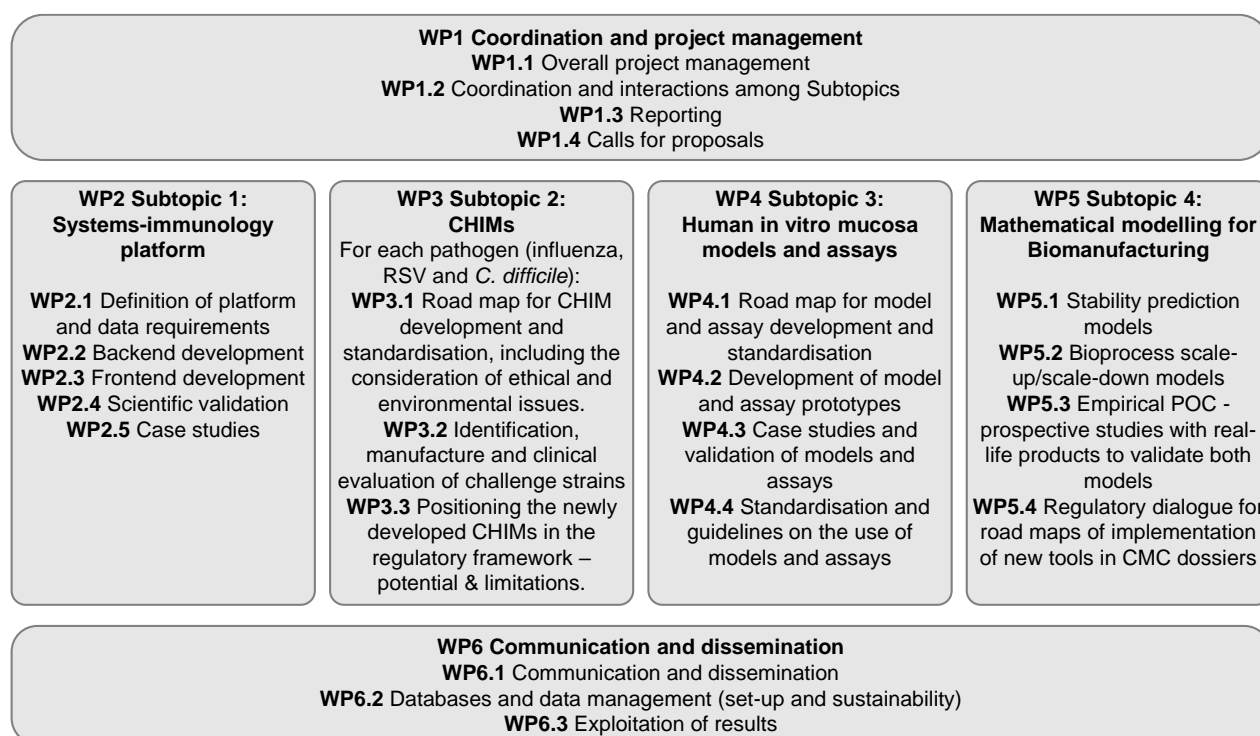 WP1 Coordination and project management
WP1.1 Overall project management
WP1.2 Coordination and interactions among Subtopics
WP1.3 Reporting
WP1.4 Calls for proposals
WP2 Subtopic 1:
Systems-immunology
platform
WP2.1 Definition of platform
and data requirements
WP2.2 Backend development
WP2.3 Frontend development
WP2.4 Scientific validation
WP2.5 Case studies
WP3 Subtopic 2:
CHIMs
For each pathogen (influenza,
RSV and C. difficile):
WP3.1 Road map for CHIM
development and
standardisation, including the
consideration of ethical and
environmental issues.
WP3.2 Identification,
manufacture and clinical
evaluation of challenge strains
WP3.3 Positioning the newly
developed CHIMs in the
regulatory framework –
potential & limitations.
WP4 Subtopic 3:
Human in vitro mucosa
models and assays
WP4.1 Road map for model
and assay development and
standardisation
WP4.2 Development of model
and assay prototypes
WP4.3 Case studies and
validation of models and
assays
WP4.4 Standardisation and
guidelines on the use of
models and assays
WP5 Subtopic 4:
Mathematical modelling for
Biomanufacturing
WP5.1 Stability prediction
models
WP5.2 Bioprocess scale-
up/scale-down models
WP5.3 Empirical POC -
prospective studies with real-
life products to validate both
models
WP5.4 Regulatory dialogue for
road maps of implementation
of new tools in CMC dossiers
WP6 Communication and dissemination
WP6.1 Communication and dissemination
WP6.2 Databases and data management (set-up and sustainability)
WP6.3 Exploitation of results